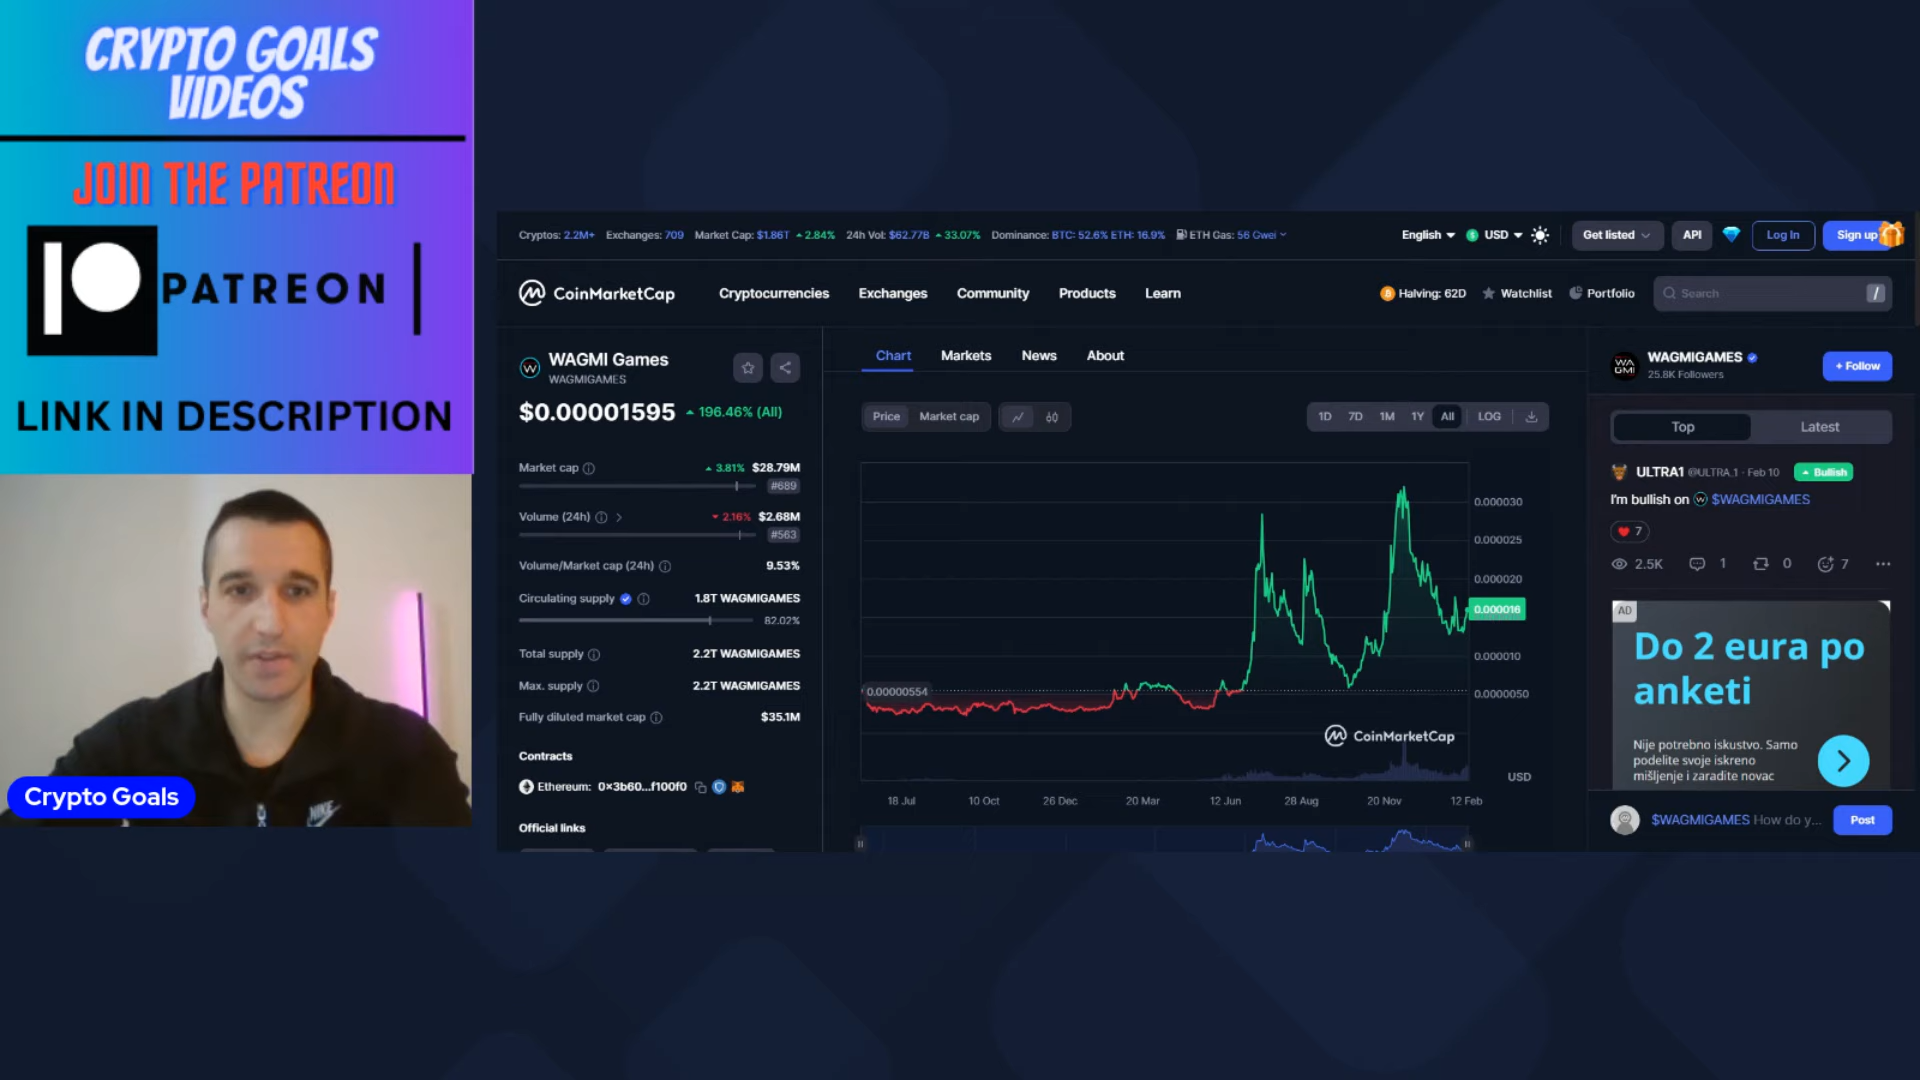 CRYPTO GOALS
VIDEOS
JOIN THE PATREON
PATREON
LINK IN DESCRIPTION
NIKE
Crypto Goals
Cryptos: 2.2M+ Exchanges: 709 Market Cap: $1.86T 2.84% 24h Vol: $62.77B 33.07% Dominance: BTC: 52.6% ETH: 16.9% ETH Gas: 56 Gwei
English USD Get listed API Log In Sign up
CoinMarketCap Cryptocurrencies Exchanges Community Products Learn Halving: 62D Watchlist Portfolio Search /
WAGMI Games
WAGMIGAMES
$0.00001595 196.46% (All)
Market cap 3.81% $28.79M
#689
Volume (24h) 2.16% $2.68M
#563
Volume/Market cap (24h) 9.53%
Circulating supply 1.8T WAGMIGAMES
82.02%
Total supply 2.2T WAGMIGAMES
Max. supply 2.2T WAGMIGAMES
Fully diluted market cap $35.1M
Contracts
Ethereum: 0x3b60...f100f0
Official links
Chart Markets News About
Price Market cap 1D 7D 1M 1Y All LOG
0.000030
0.000025
0.000020
0.000016
0.000010
0.0000050
0.00000554
CoinMarketCap
USD
18 Jul 10 Oct 26 Dec 20 Mar 12 Jun 28 Aug 20 Nov 12 Feb
WAGMI
WAGMIGAMES
25.8K Followers
+ Follow
Top Latest
ULTRA1 @ULTRA_1 · Feb 10 Bullish
I'm bullish on $WAGMIGAMES
7
2.5K 1 0 7
AD
Do 2 eura po
anketi
Nije potrebno iskustvo. Samo
podelite svoje iskreno
mišljenje i zaradite novac
$WAGMIGAMES How do y... Post